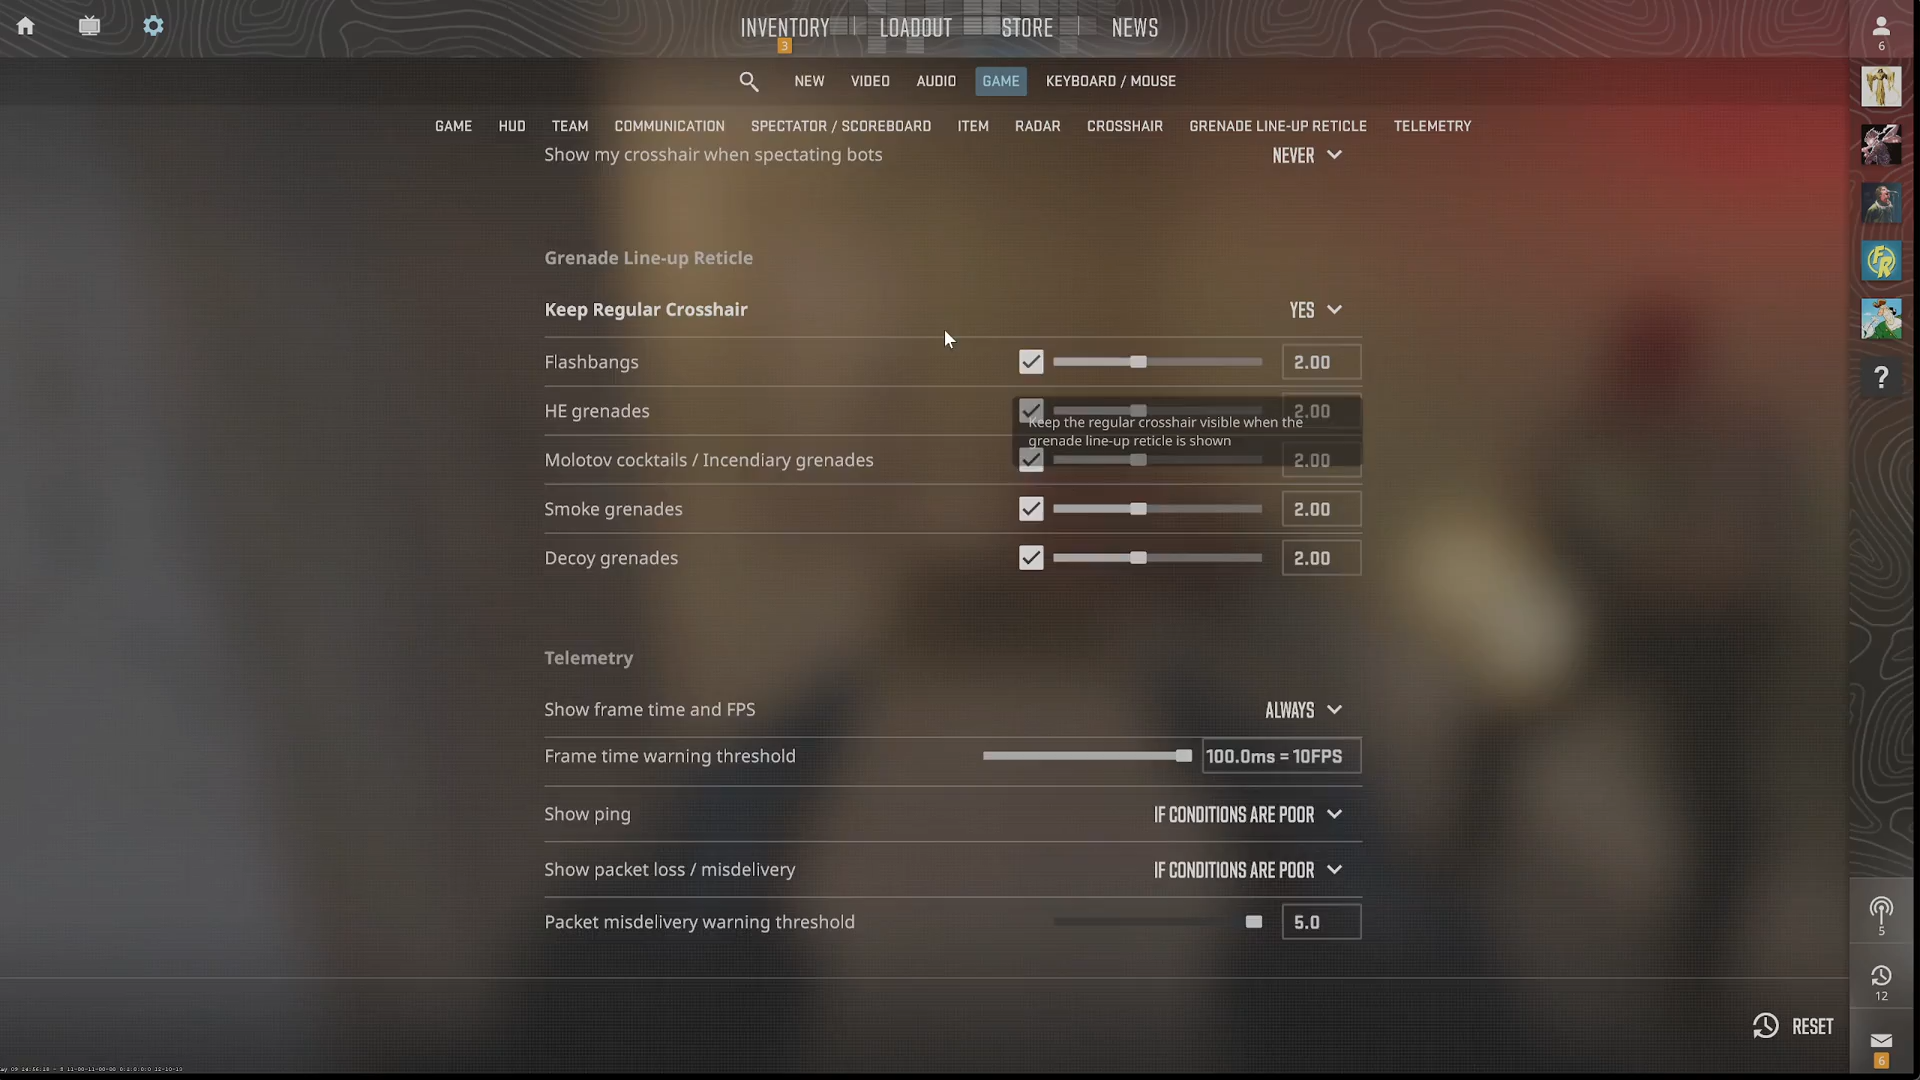 INVENTORY
LOADOUT
STORE
NEWS
3
6
NEW
VIDEO
AUDIO
GAME
KEYBOARD / MOUSE
GAME
HUD
TEAM
COMMUNICATION
SPECTATOR / SCOREBOARD
ITEM
RADAR
CROSSHAIR
GRENADE LINE-UP RETICLE
TELEMETRY
Show my crosshair when spectating bots
NEVER
Grenade Line-up Reticle
Keep Regular Crosshair
YES
Flashbangs
2.00
HE grenades
2.00
Keep the regular crosshair visible when the
grenade line-up reticle is shown
Molotov cocktails / Incendiary grenades
2.00
Smoke grenades
2.00
Decoy grenades
2.00
FR
?
Telemetry
Show frame time and FPS
ALWAYS
Frame time warning threshold
100.0ms = 10FPS
Show ping
IF CONDITIONS ARE POOR
Show packet loss / misdelivery
IF CONDITIONS ARE POOR
Packet misdelivery warning threshold
5.0
5
12
RESET
6